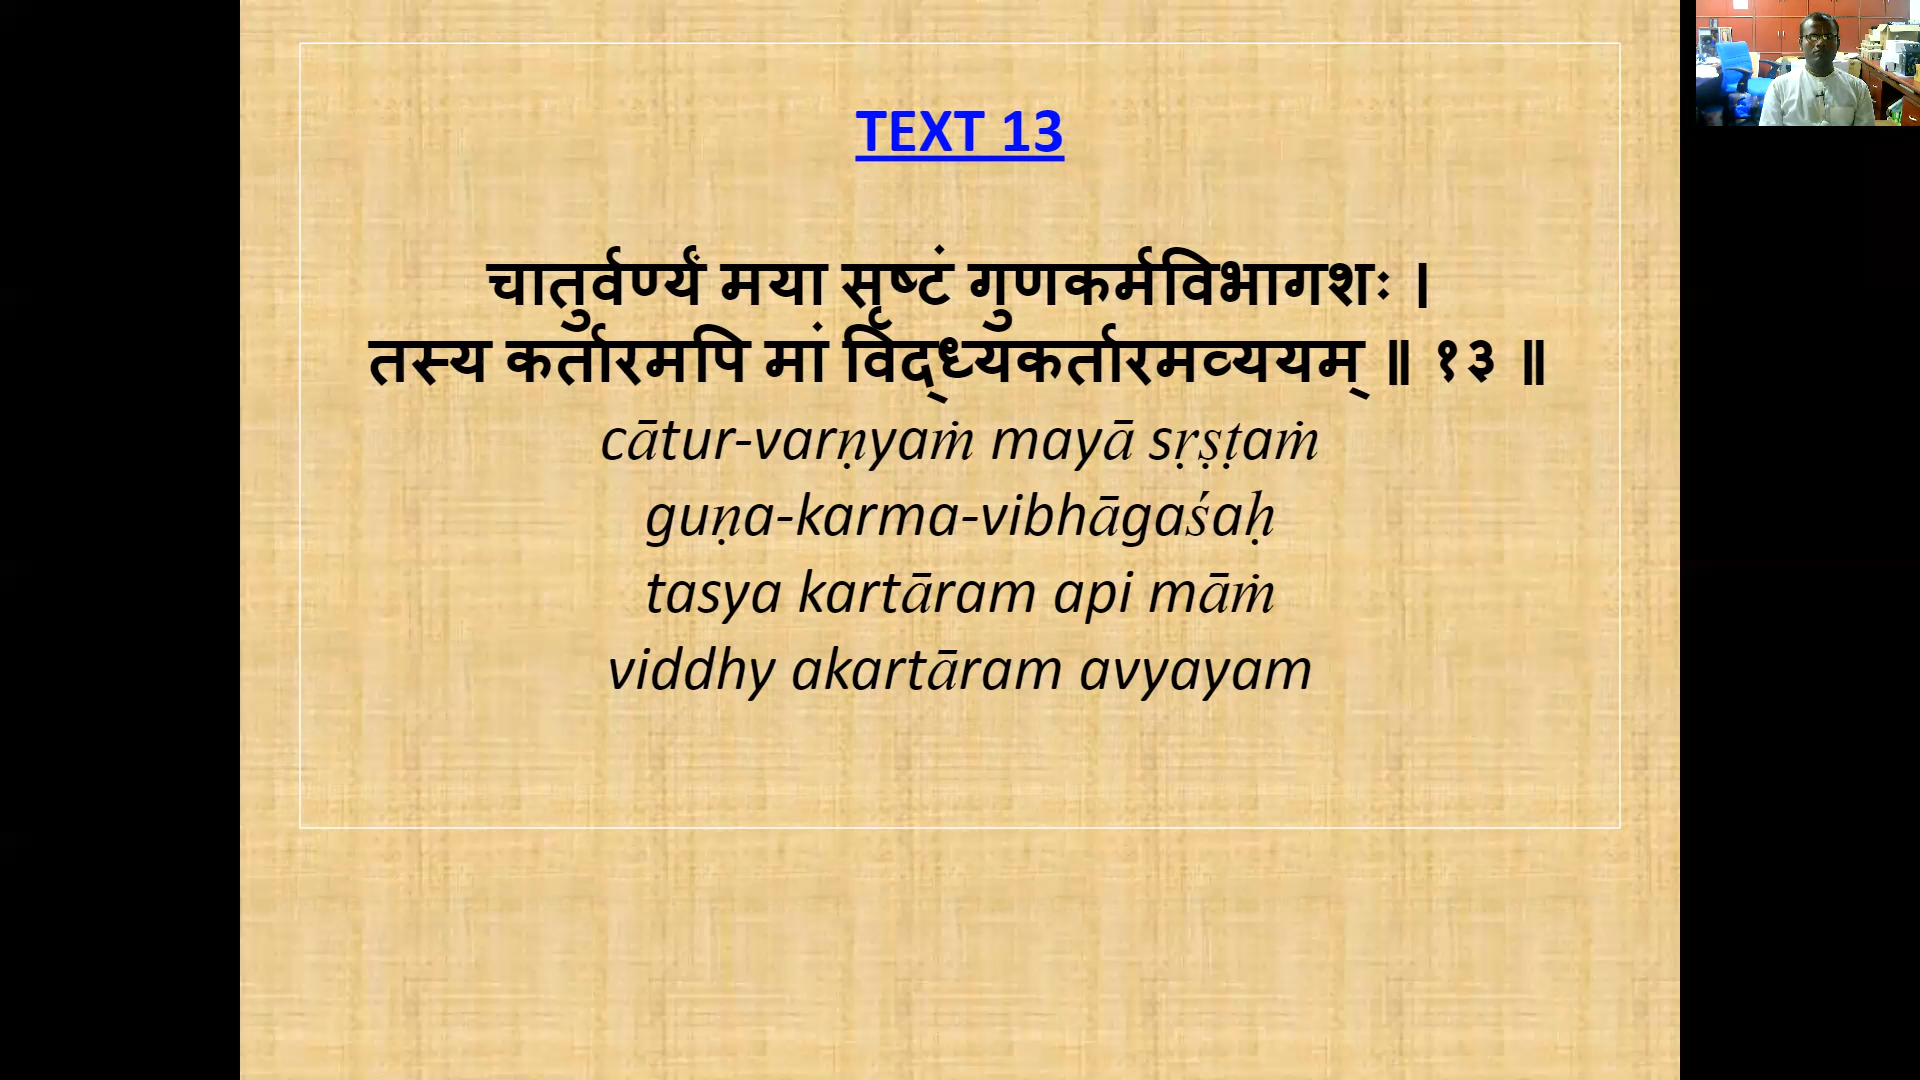 TEXT 13
चातुर्वर्ण्यं मया सृष्टं गुणकर्मविभागशः ।
तस्य कर्तारमपि मां विद्ध्यकर्तारमव्ययम् ॥ १३ ॥
cātur-varṇyaṁ mayā sṛṣṭaṁ
guṇa-karma-vibhāgaśaḥ
tasya kartāram api māṁ
viddhy akartāram avyayam